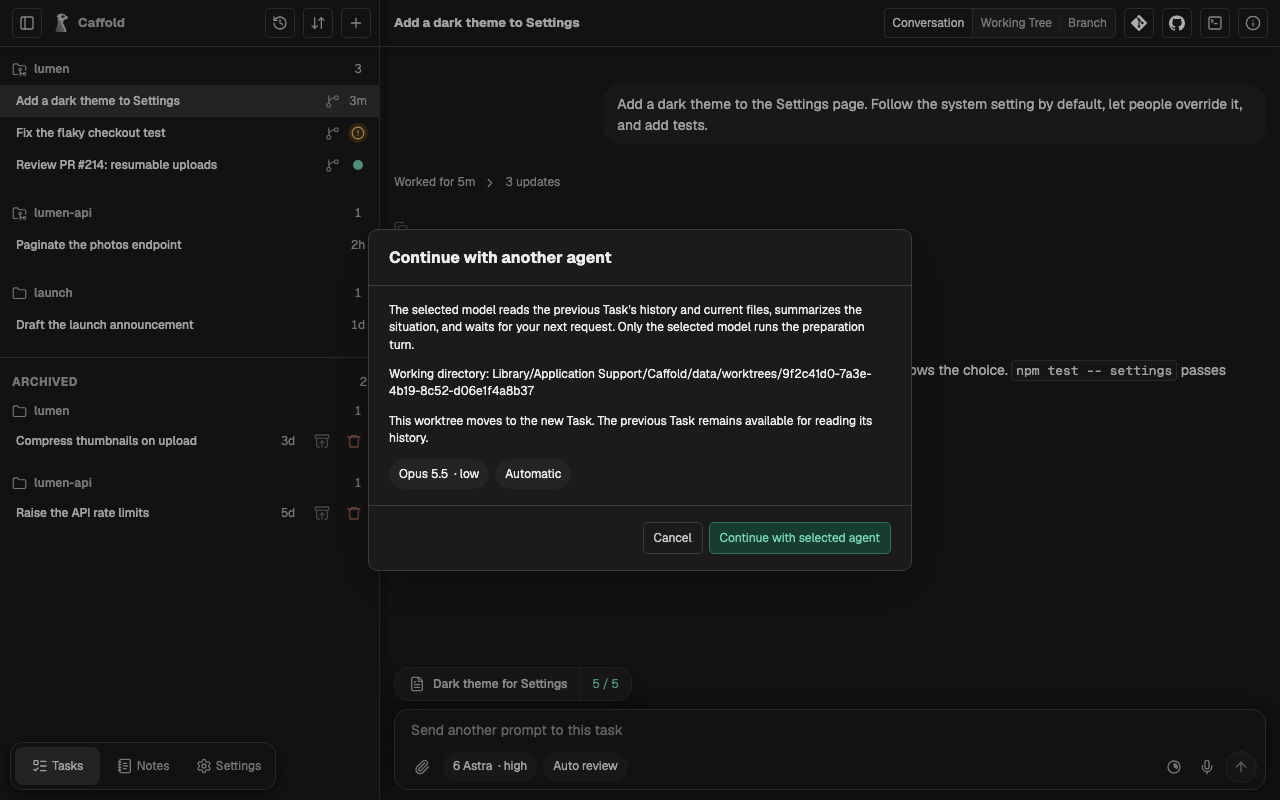 Caffold
Add a dark theme to Settings
Conversation
Working Tree
Branch
lumen
3
Add a dark theme to Settings
3m
Fix the flaky checkout test
Review PR #214: resumable uploads
lumen-api
1
Paginate the photos endpoint
2h
launch
1
Draft the launch announcement
1d
ARCHIVED
2
lumen
1
Compress thumbnails on upload
3d
lumen-api
1
Raise the API rate limits
5d
Tasks
Notes
Settings
Add a dark theme to the Settings page. Follow the system setting by default, let people override it,
and add tests.
Worked for 5m
3 updates
Continue with another agent
The selected model reads the previous Task's history and current files, summarizes the
situation, and waits for your next request. Only the selected model runs the preparation
turn.
Working directory: Library/Application Support/Caffold/data/worktrees/9f2c41d0-7a3e-
4b19-8c52-d06e1f4a8b37
This worktree moves to the new Task. The previous Task remains available for reading its
history.
Opus 5.5 · low
Automatic
Cancel
Continue with selected agent
the choice. npm test -- settings passes
Dark theme for Settings
5 / 5
Send another prompt to this task
6 Astra · high
Auto review